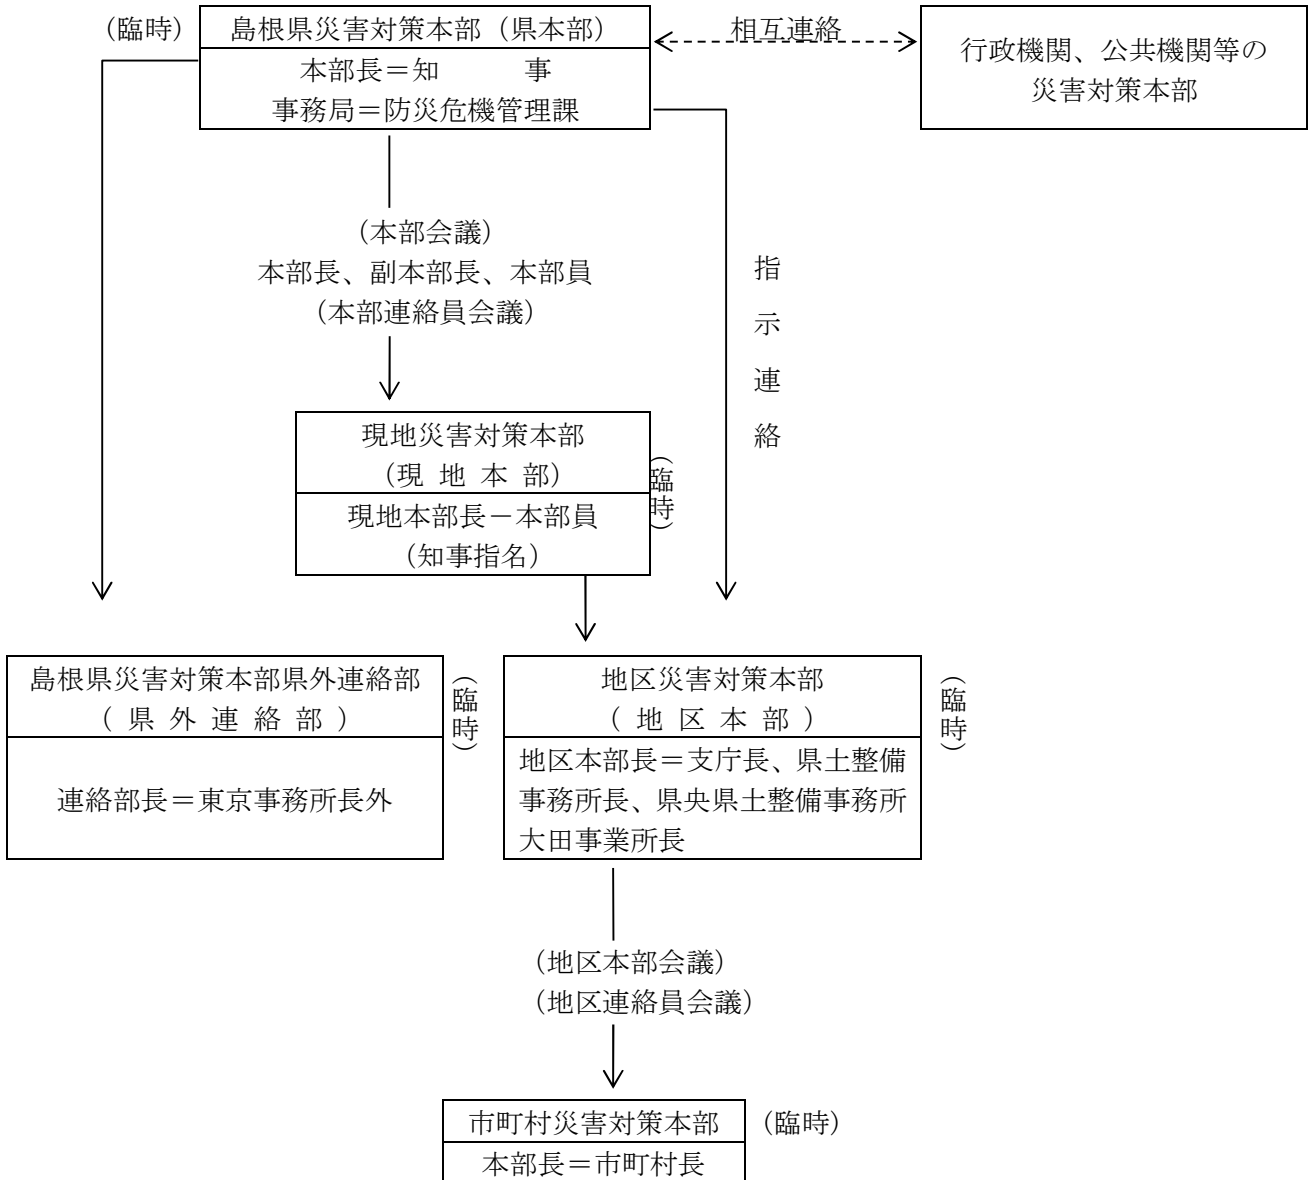 （臨時）
島根県災害対策本部（県本部）
本部長＝知　　　事
事務局＝防災危機管理課
相互連絡
行政機関、公共機関等の
災害対策本部
（本部会議）
本部長、副本部長、本部員
（本部連絡員会議）
指示連絡
現地災害対策本部
（現 地 本 部）
現地本部長－本部員
（知事指名）
（臨時）
島根県災害対策本部県外連絡部
（ 県 外 連 絡 部 ）
連絡部長＝東京事務所長外
（臨時）
地区災害対策本部
（ 地 区 本 部 ）
地区本部長＝支庁長、県土整備
事務所長、県央県土整備事務所
大田事業所長
（臨時）
（地区本部会議）
（地区連絡員会議）
市町村災害対策本部
（臨時）
本部長＝市町村長